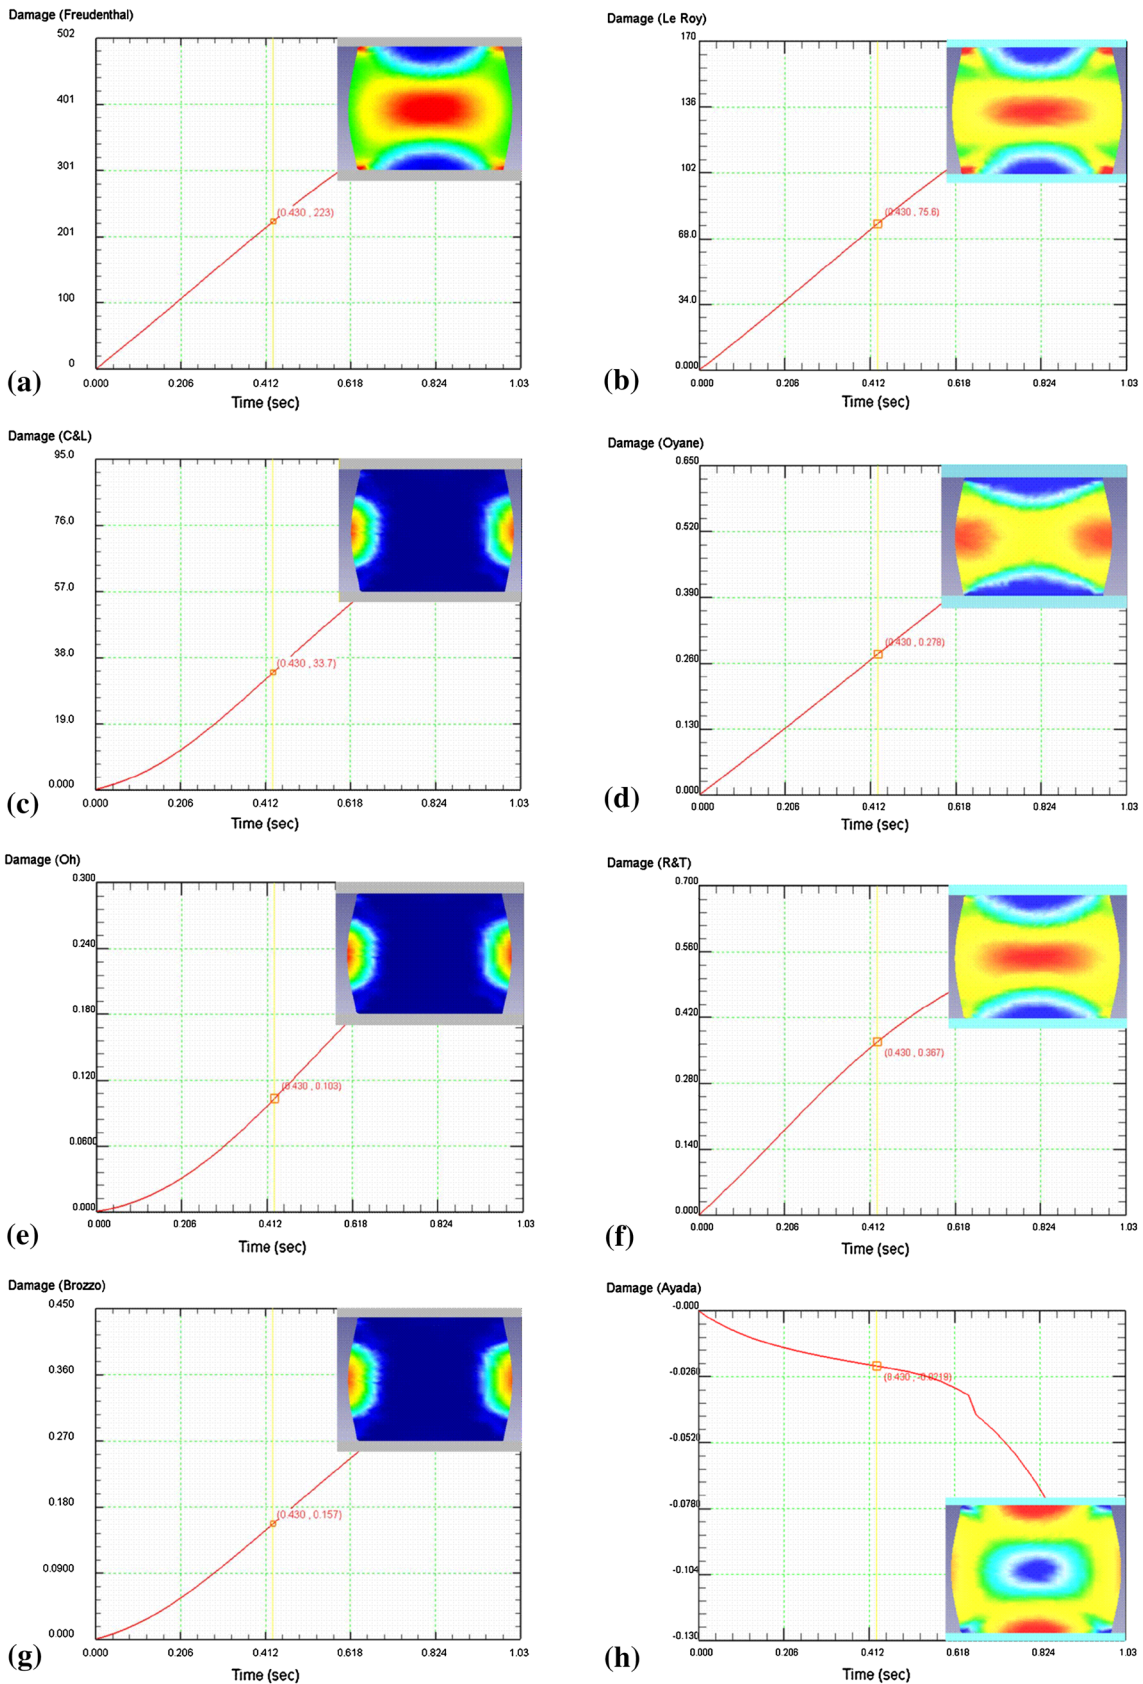 Damage (Freudenthal)
502
401
301
201
100
0
(0.430 , 223)
0.000 0.206 0.412 0.618 0.824 1.03
Time (sec)
(a)
Damage (Le Roy)
170
136
102
68.0
34.0
0.000
(0.430 , 75.6)
0.000 0.206 0.412 0.618 0.824 1.03
Time (sec)
(b)
Damage (C&L)
95.0
76.0
57.0
38.0
19.0
0.000
(0.430 , 33.7)
0.000 0.206 0.412 0.618 0.824 1.03
Time (sec)
(c)
Damage (Oyane)
0.650
0.520
0.390
0.260
0.130
0.000
(0.430 , 0.278)
0.000 0.206 0.412 0.618 0.824 1.03
Time (sec)
(d)
Damage (Oh)
0.300
0.240
0.180
0.120
0.0600
0.000
(0.430 , 0.103)
0.000 0.206 0.412 0.618 0.824 1.03
Time (sec)
(e)
Damage (R&T)
0.700
0.560
0.420
0.280
0.140
0.000
(0.430 , 0.367)
0.000 0.206 0.412 0.618 0.824 1.03
Time (sec)
(f)
Damage (Brozzo)
0.450
0.360
0.270
0.180
0.0900
0.000
(0.430 , 0.157)
0.000 0.206 0.412 0.618 0.824 1.03
Time (sec)
(g)
Damage (Ayada)
-0.000
-0.0260
-0.0520
-0.0780
-0.104
-0.130
(0.430 , -0.0219)
0.000 0.206 0.412 0.618 0.824 1.03
Time (sec)
(h)